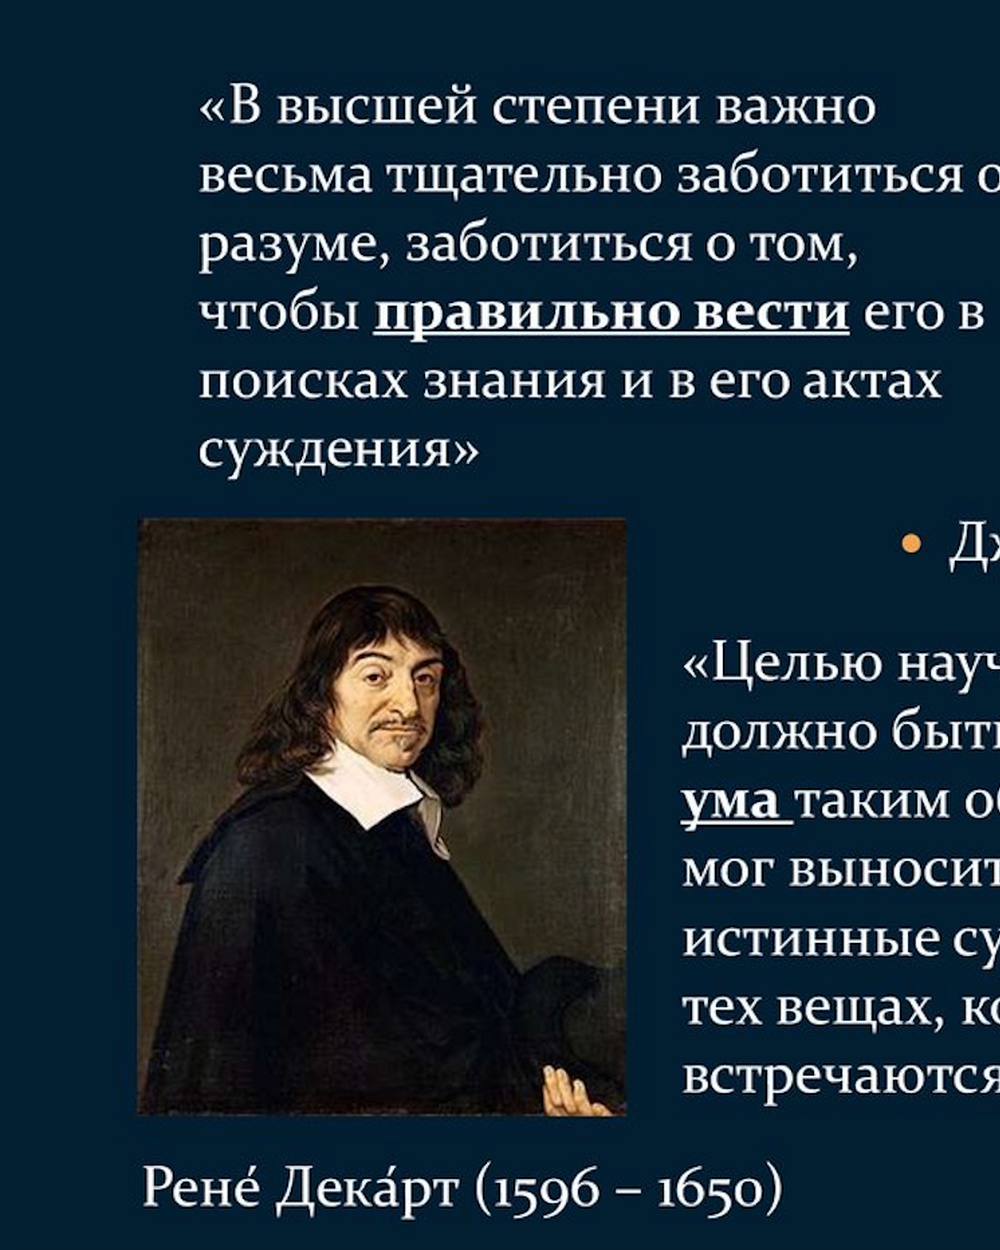 «В высшей степени важно
весьма тщательно заботиться о
разуме, заботиться о том,
чтобы правильно вести его в
поисках знания и в его актах
суждения»
«Целью
должно
ума таким
мог
истинные
тех вещах,
встречаются
Рене́ Дека́рт (1596 – 1650)